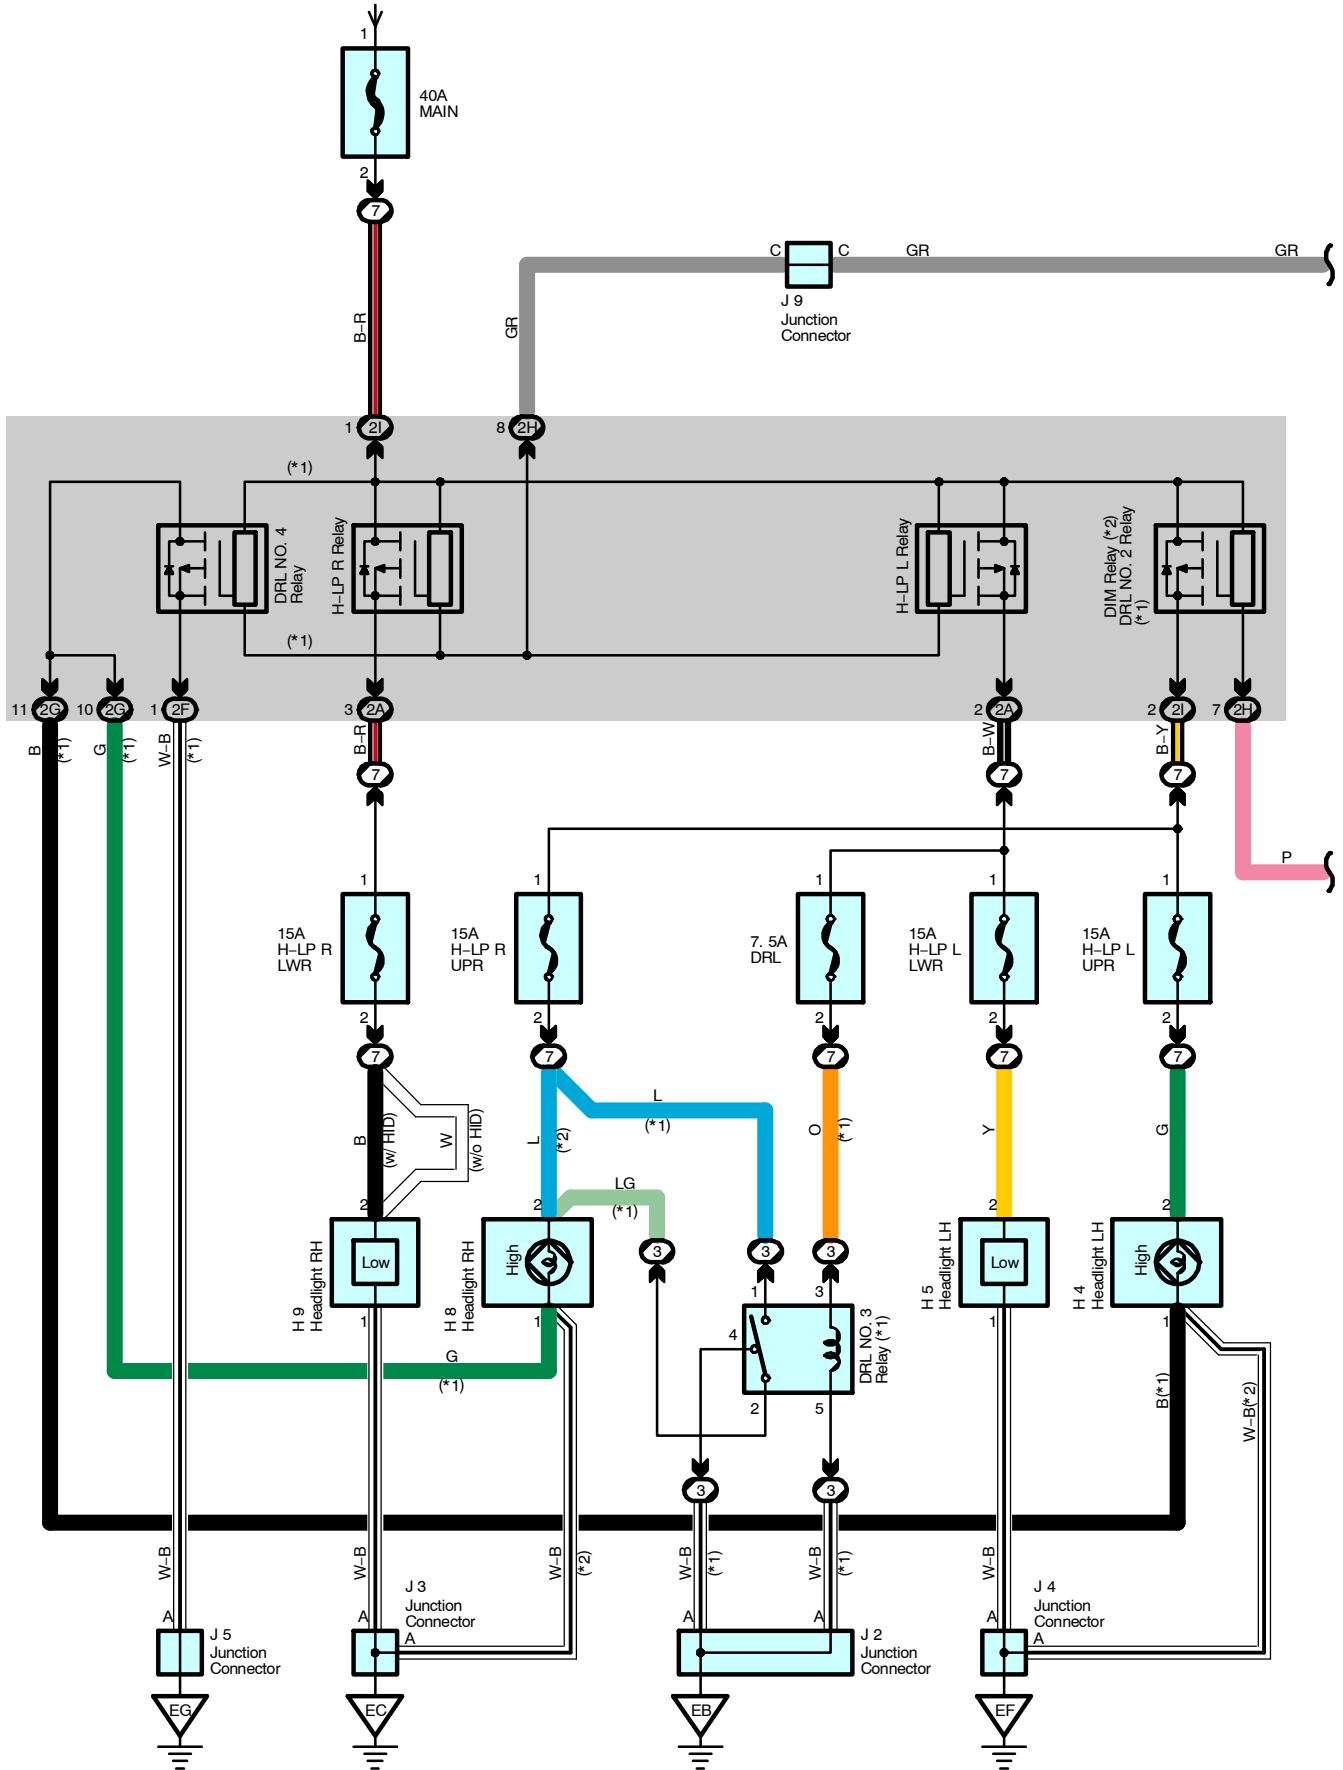 1
40A
MAIN
2
7
C
C
GR
GR
J 9
Junction
Connector
B–R
GR
1
2I
8
2H
(*1)
DRL NO. 4
Relay
H–LP R Relay
H–LP L Relay
DIM Relay (*2)
DRL NO. 2 Relay
(*1)
(*1)
11
2G
10
2G
1
2F
3
2A
2
2A
2
2I
7
2H
B
(*1)
G
(*1)
W–B
(*1)
B–R
B–W
B–Y
7
7
7
P
1
1
1
1
1
15A
H–LP R
LWR
15A
H–LP R
UPR
7. 5A
DRL
15A
H–LP L
LWR
15A
H–LP L
UPR
2
2
2
2
2
7
7
7
7
7
B
(w/ HID)
W
(w/o HID)
L
(*2)
L
(*1)
O
(*1)
Y
G
LG
(*1)
2
2
2
2
3
3
3
H 9
Headlight RH
Low
H 8
Headlight RH
High
H 5
Headlight LH
Low
H 4
Headlight LH
High
1
3
4
2
5
DRL NO. 3
Relay (*1)
1
1
1
1
G
(*1)
B(*1)
W–B(*2)
3
3
W–B
W–B
W–B
(*2)
W–B
(*1)
W–B
(*1)
W–B
A
J 5
Junction
Connector
A
J 3
Junction
Connector
A
A
A
J 2
Junction
Connector
A
J 4
Junction
Connector
A
EG
EC
EB
EF